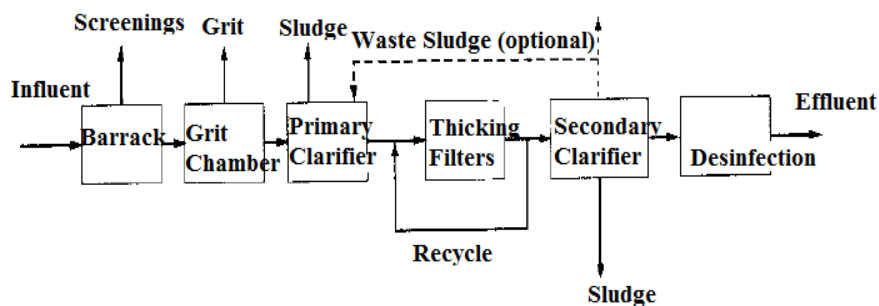 Screenings
Grit
Sludge
Waste Sludge (optional)
Influent
Barrack
Grit
Chamber
Primary
Clarifier
Thicking
Filters
Secondary
Clarifier
Desinfection
Effluent
Recycle
Sludge